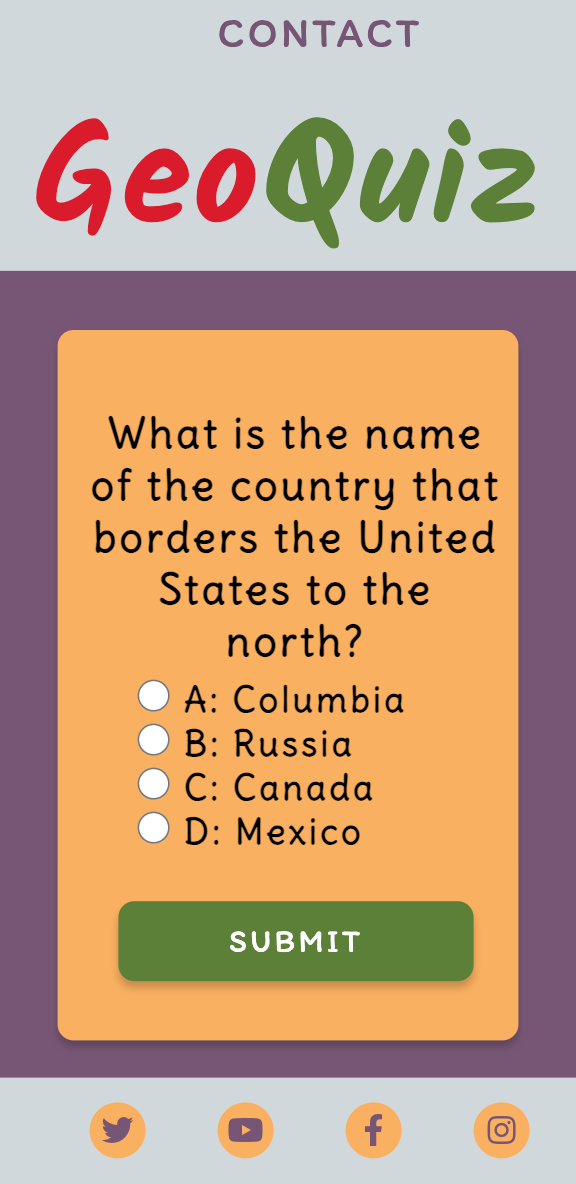 CONTACT
GeoQuiz
What is the name
of the country that
borders the United
States to the
north?
A: Columbia
B: Russia
C: Canada
D: Mexico
SUBMIT